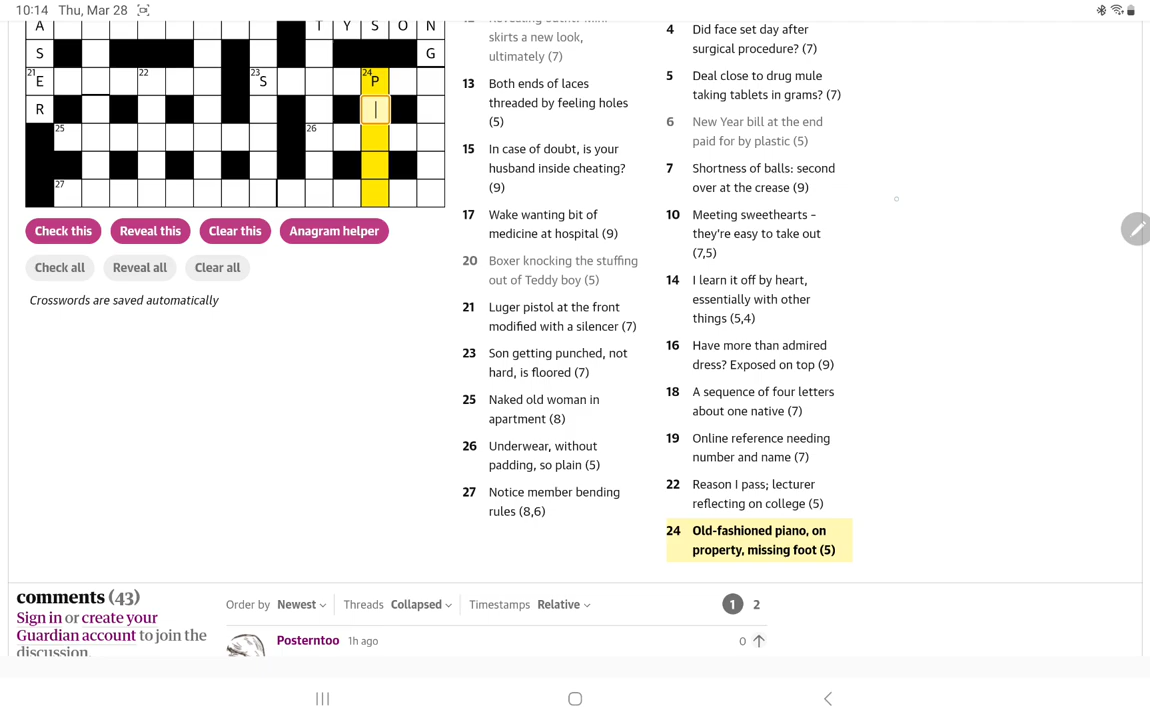 10:14 Thu, Mar 28
A
T Y S O N
S
G
21 E 22 23 S 24 P
R
25 26
27
Check this Reveal this Clear this Anagram helper
Check all Reveal all Clear all
Crosswords are saved automatically
skirts a new look,
ultimately (7)
13 Both ends of laces
threaded by feeling holes
(5)
15 In case of doubt, is your
husband inside cheating?
(9)
17 Wake wanting bit of
medicine at hospital (9)
20 Boxer knocking the stuffing
out of Teddy boy (5)
21 Luger pistol at the front
modified with a silencer (7)
23 Son getting punched, not
hard, is floored (7)
25 Naked old woman in
apartment (8)
26 Underwear, without
padding, so plain (5)
27 Notice member bending
rules (8,6)
4 Did face set day after
surgical procedure? (7)
5 Deal close to drug mule
taking tablets in grams? (7)
6 New Year bill at the end
paid for by plastic (5)
7 Shortness of balls: second
over at the crease (9)
10 Meeting sweethearts –
they're easy to take out
(7,5)
14 I learn it off by heart,
essentially with other
things (5,4)
16 Have more than admired
dress? Exposed on top (9)
18 A sequence of four letters
about one native (7)
19 Online reference needing
number and name (7)
22 Reason I pass; lecturer
reflecting on college (5)
24 Old-fashioned piano, on
property, missing foot (5)
comments (43)
Sign in or create your
Guardian account to join the
discussion.
Order by Newest Threads Collapsed Timestamps Relative 1 2
Posterntoo 1h ago 0